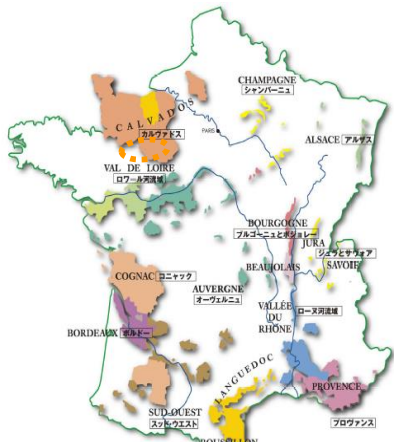 CHAMPAGNE
シャンパーニュ
CALVADOS
カルヴァドス
PARIS
ALSACE アルザス
VAL DE LOIRE
ロワール河流域
BOURGOGNE
ブルゴーニュとボジョレー
JURA
ジュラとサヴォア
SAVOIE
BEAUJOLAIS
COGNAC コニャック
AUVERGNE
オーヴェルニュ
VALLÉE
DU
RHÔNE
ローヌ河流域
BORDEAUX ボルドー
LANGUEDOC
PROVENCE
プロヴァンス
SUD-OUEST
スッド・ウエスト
ROUSSILLON